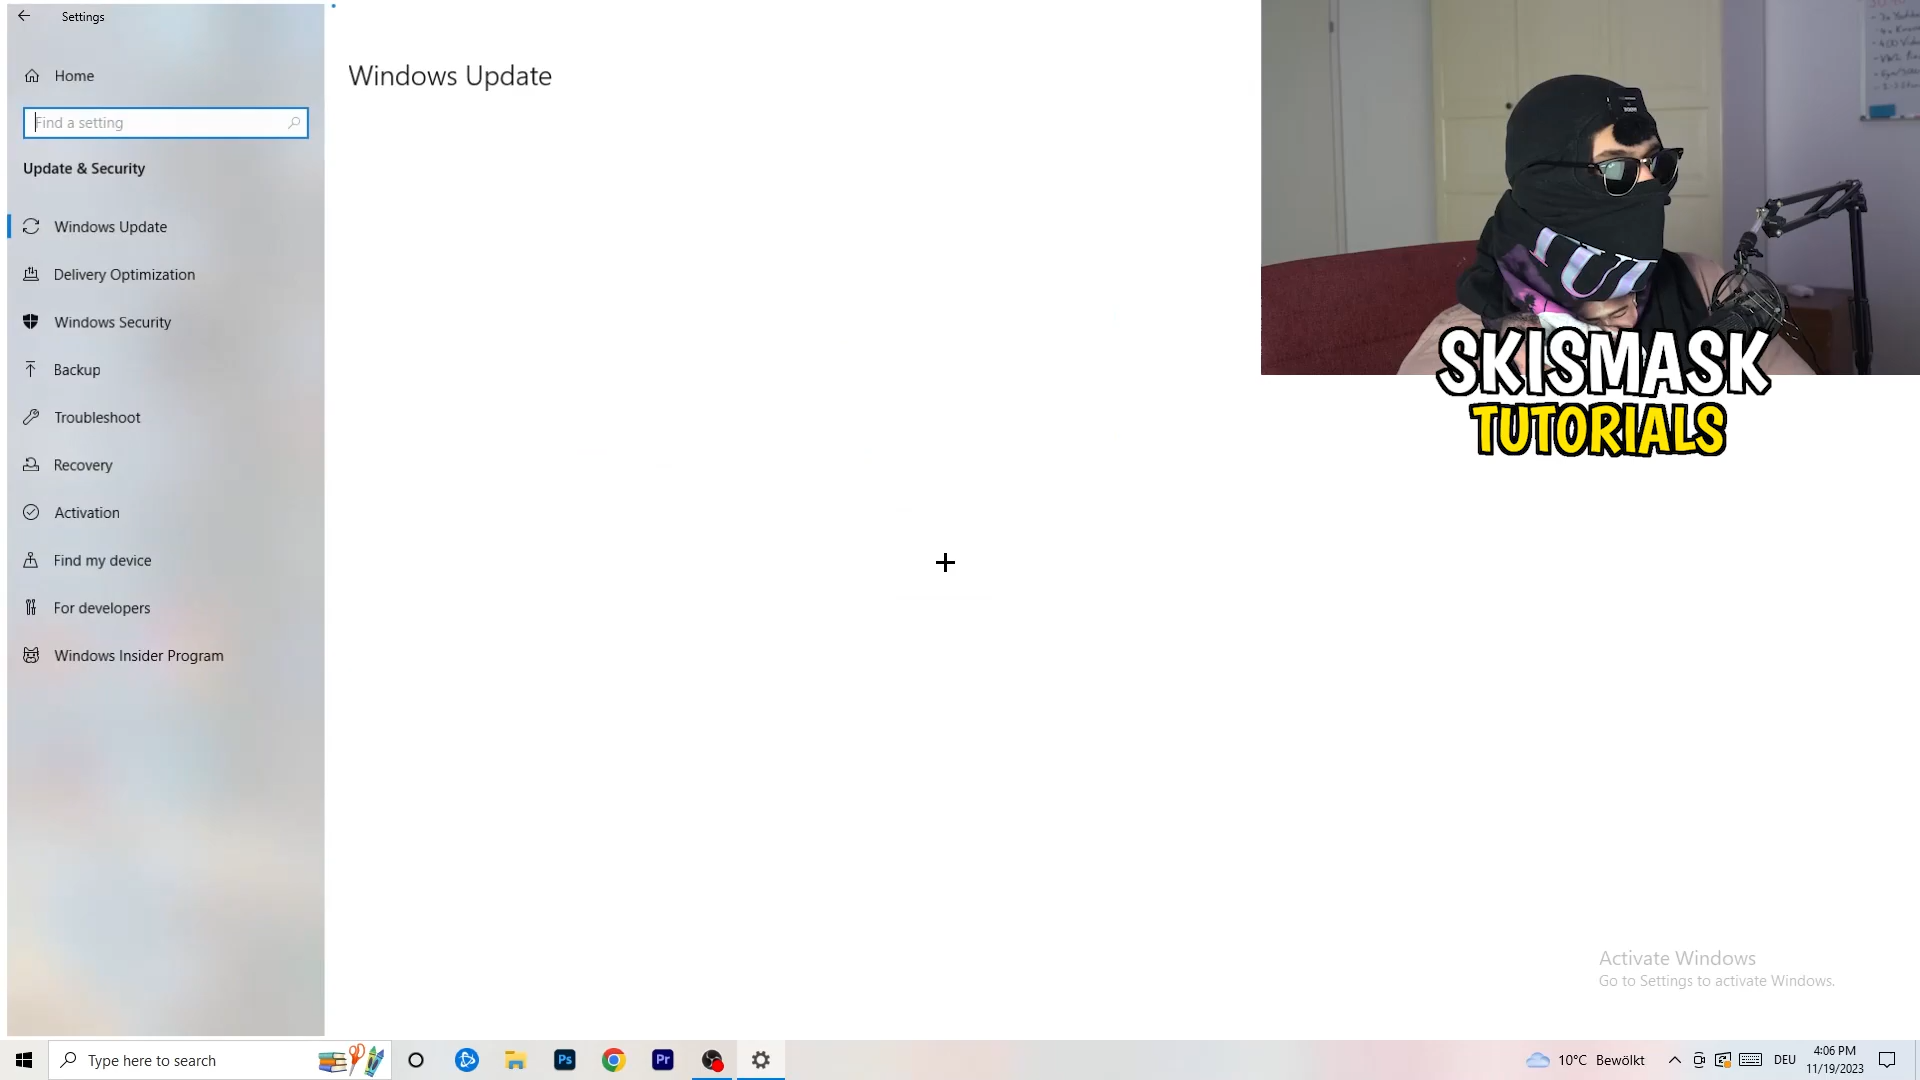 Settings
Home
Find a setting
Update & Security
Windows Update
Delivery Optimization
Windows Security
Backup
Troubleshoot
Recovery
Activation
Find my device
For developers
Windows Insider Program
Windows Update
SKISMASK
TUTORIALS
Activate Windows
Go to Settings to activate Windows.
Type here to search
Ps
Pr
10°C Bewölkt
DEU
4:06 PM
11/19/2023